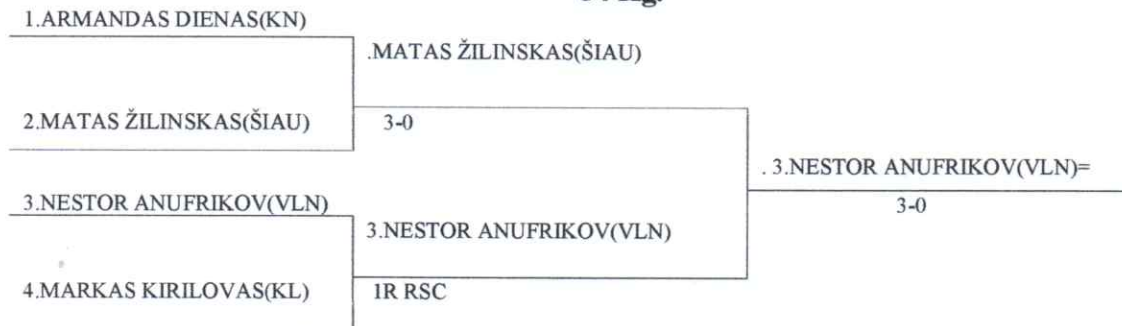 1.ARMANDAS DIENAS(KN)
.MATAS ŽILINSKAS(ŠIAU)
2.MATAS ŽILINSKAS(ŠIAU)
3-0
. 3.NESTOR ANUFRIKOV(VLN)=
3-0
3.NESTOR ANUFRIKOV(VLN)
3.NESTOR ANUFRIKOV(VLN)
4.MARKAS KIRILOVAS(KL)
1R RSC